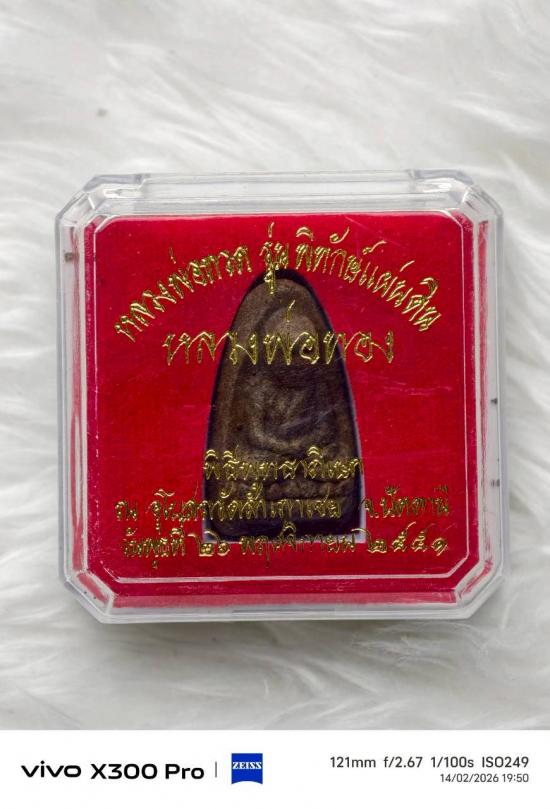 หลวงพ่อทวด รุ่น พิทักษ์แผ่นดิน
หลวงพ่อทอง
พิธีพุทธาภิเษก
ณ อุโบสถวัดสำเภาเชย จ.ปัตตานี
วันพุธที่ ๒๖ พฤศจิกายน ๒๕๕๑
vivo X300 Pro
ZEISS
121mm f/2.67 1/100s ISO249
14/02/2026 19:50